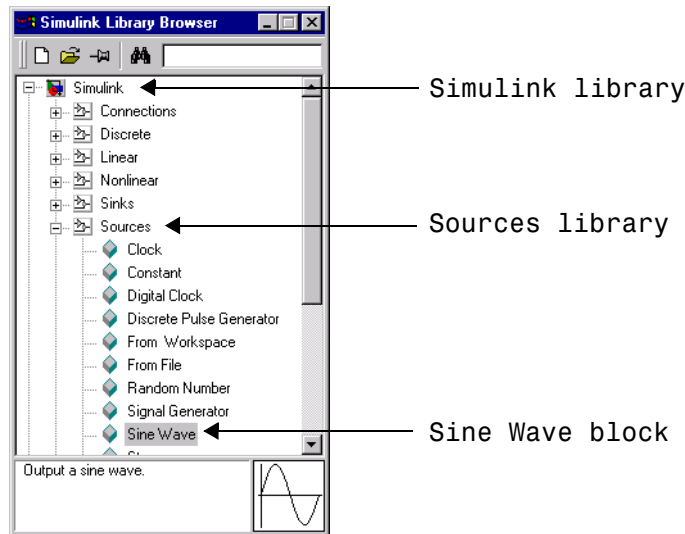 Simulink Library Browser
Simulink
Simulink library
Connections
Discrete
Linear
Nonlinear
Sinks
Sources
Sources library
Clock
Constant
Digital Clock
Discrete Pulse Generator
From Workspace
From File
Random Number
Signal Generator
Sine Wave
Sine Wave block
Output a sine wave.